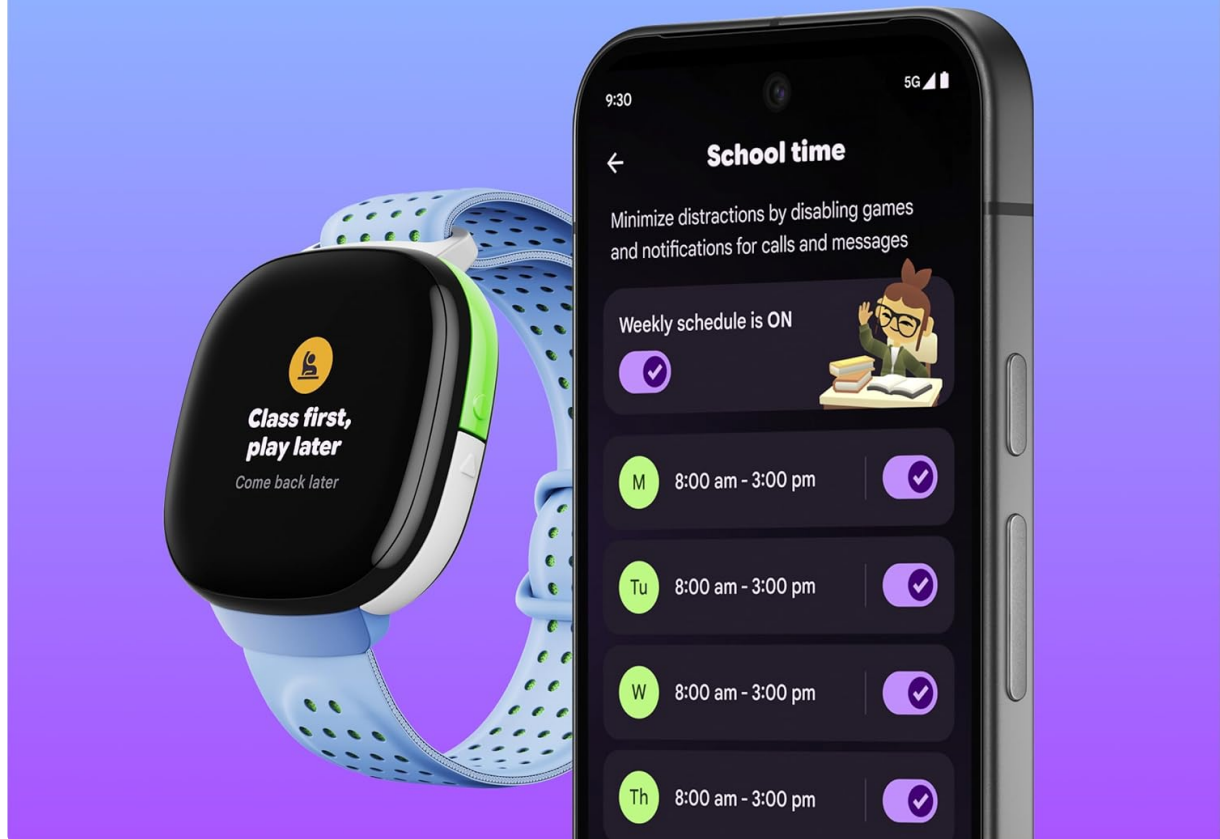 Class first,
play later
Come back later
9:30
5G
School time
Minimize distractions by disabling games
and notifications for calls and messages
Weekly schedule is ON
M 8:00 am - 3:00 pm
Tu 8:00 am - 3:00 pm
W 8:00 am - 3:00 pm
Th 8:00 am - 3:00 pm